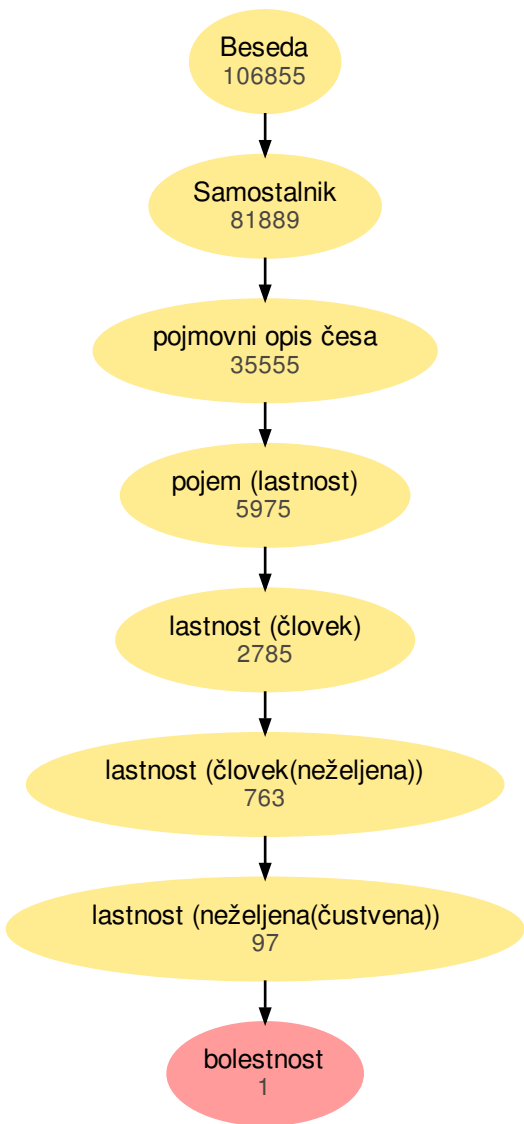 Beseda
106855
Samostalnik
81889
pojmovni opis česa
35555
pojem (lastnost)
5975
lastnost (človek)
2785
lastnost (človek(neželjena))
763
lastnost (neželjena(čustvena))
97
bolestnost
1